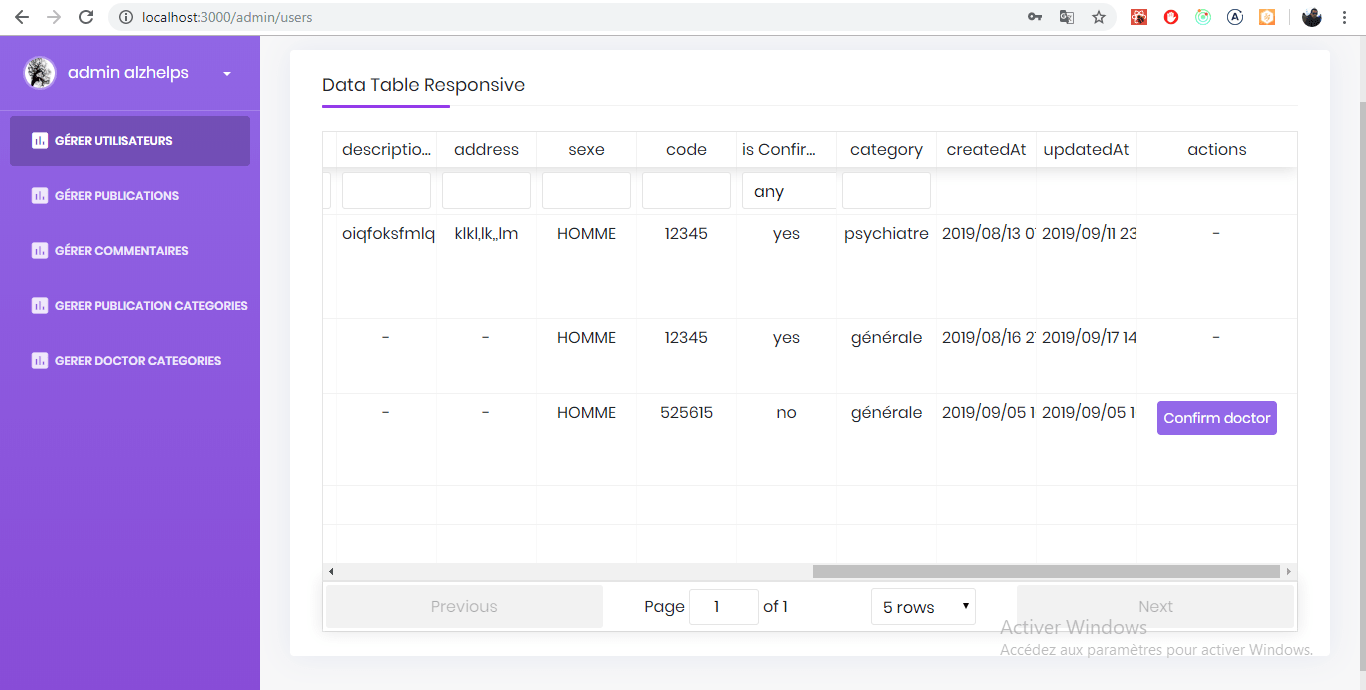 localhost:3000/admin/users
admin alzhelps
GÉRER UTILISATEURS
GÉRER PUBLICATIONS
GÉRER COMMENTAIRES
GERER PUBLICATION CATEGORIES
GERER DOCTOR CATEGORIES
Data Table Responsive
descriptio... address sexe code is Confir... category createdAt updatedAt actions
any
oiqfoksfmlq klkl,lk,,lm HOMME 12345 yes psychiatre 2019/08/13 0 2019/09/11 23 -
- - HOMME 12345 yes générale 2019/08/16 2 2019/09/17 14 -
- - HOMME 525615 no générale 2019/09/05 1 2019/09/05 1 Confirm doctor
Previous Page 1 of 1 5 rows Next
Activer Windows
Accédez aux paramètres pour activer Windows.